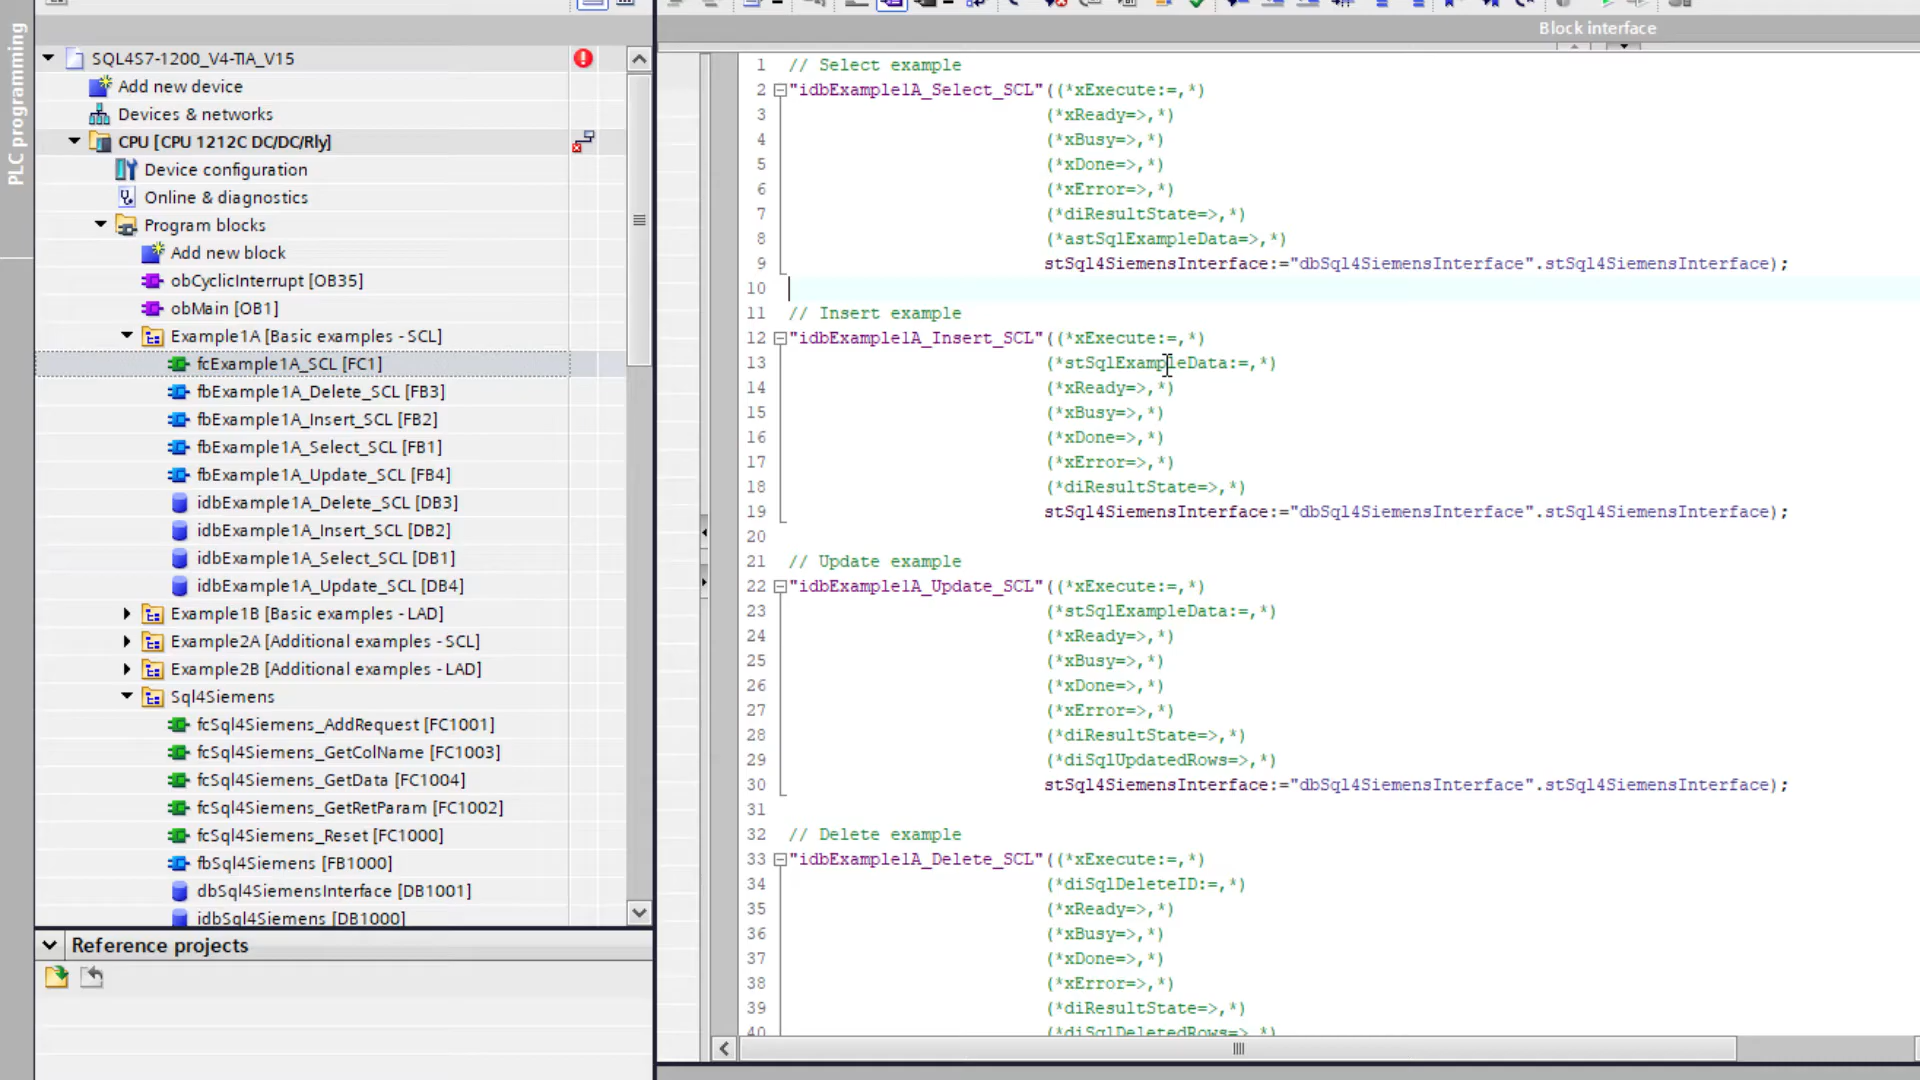 PLC programming
SQL4S7-1200_V4-TIA_V15
Add new device
Devices & networks
CPU [CPU 1212C DC/DC/Rly]
Device configuration
Online & diagnostics
Program blocks
Add new block
obCyclicInterrupt [OB35]
obMain [OB1]
Example1A [Basic examples - SCL]
fcExample1A_SCL [FC1]
fbExample1A_Delete_SCL [FB3]
fbExample1A_Insert_SCL [FB2]
fbExample1A_Select_SCL [FB1]
fbExample1A_Update_SCL [FB4]
idbExample1A_Delete_SCL [DB3]
idbExample1A_Insert_SCL [DB2]
idbExample1A_Select_SCL [DB1]
idbExample1A_Update_SCL [DB4]
Example1B [Basic examples - LAD]
Example2A [Additional examples - SCL]
Example2B [Additional examples - LAD]
Sql4Siemens
fcSql4Siemens_AddRequest [FC1001]
fcSql4Siemens_GetColName [FC1003]
fcSql4Siemens_GetData [FC1004]
fcSql4Siemens_GetRetParam [FC1002]
fcSql4Siemens_Reset [FC1000]
fbSql4Siemens [FB1000]
dbSql4SiemensInterface [DB1001]
idbSql4Siemens [DB1000]
Reference projects
Block interface
1 // Select example
2 "idbExample1A_Select_SCL"((*xExecute:=,*)
3 (*xReady=>,*)
4 (*xBusy=>,*)
5 (*xDone=>,*)
6 (*xError=>,*)
7 (*diResultState=>,*)
8 (*astSqlExampleData=>,*)
9 stSql4SiemensInterface:="dbSql4SiemensInterface".stSql4SiemensInterface);
10
11 // Insert example
12 "idbExample1A_Insert_SCL"((*xExecute:=,*)
13 (*stSqlExampleData:=,*)
14 (*xReady=>,*)
15 (*xBusy=>,*)
16 (*xDone=>,*)
17 (*xError=>,*)
18 (*diResultState=>,*)
19 stSql4SiemensInterface:="dbSql4SiemensInterface".stSql4SiemensInterface);
20
21 // Update example
22 "idbExample1A_Update_SCL"((*xExecute:=,*)
23 (*stSqlExampleData:=,*)
24 (*xReady=>,*)
25 (*xBusy=>,*)
26 (*xDone=>,*)
27 (*xError=>,*)
28 (*diResultState=>,*)
29 (*diSqlUpdatedRows=>,*)
30 stSql4SiemensInterface:="dbSql4SiemensInterface".stSql4SiemensInterface);
31
32 // Delete example
33 "idbExample1A_Delete_SCL"((*xExecute:=,*)
34 (*diSqlDeleteID:=,*)
35 (*xReady=>,*)
36 (*xBusy=>,*)
37 (*xDone=>,*)
38 (*xError=>,*)
39 (*diResultState=>,*)
40 (*diSqlDeletedRows=>,*)